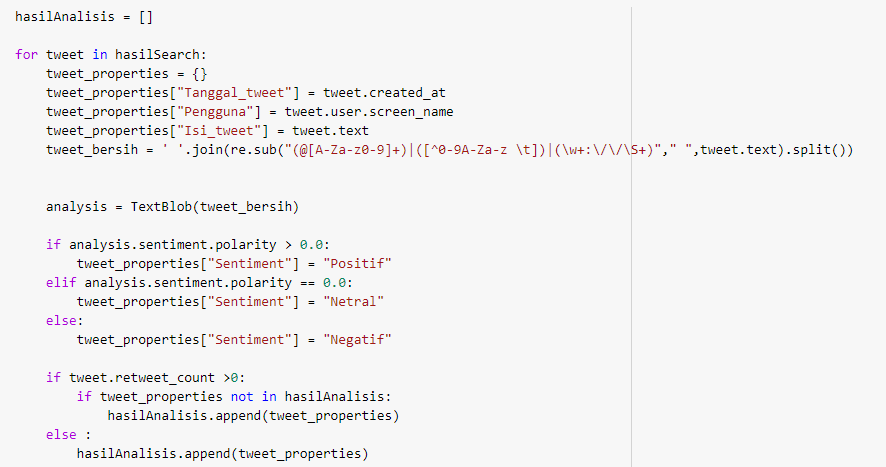 hasilAnalisis = []
for tweet in hasilSearch:
    tweet_properties = {}
    tweet_properties["Tanggal_tweet"] = tweet.created_at
    tweet_properties["Pengguna"] = tweet.user.screen_name
    tweet_properties["Isi_tweet"] = tweet.text
    tweet_bersih = ' '.join(re.sub("(@[A-Za-z0-9]+)|([^0-9A-Za-z \t])|(\w+:\/\/\S+)"," ",tweet.text).split())
    analysis = TextBlob(tweet_bersih)
    if analysis.sentiment.polarity > 0.0:
        tweet_properties["Sentiment"] = "Positif"
    elif analysis.sentiment.polarity == 0.0:
        tweet_properties["Sentiment"] = "Netral"
    else:
        tweet_properties["Sentiment"] = "Negatif"
    if tweet.retweet_count >0:
        if tweet_properties not in hasilAnalisis:
            hasilAnalisis.append(tweet_properties)
    else :
        hasilAnalisis.append(tweet_properties)